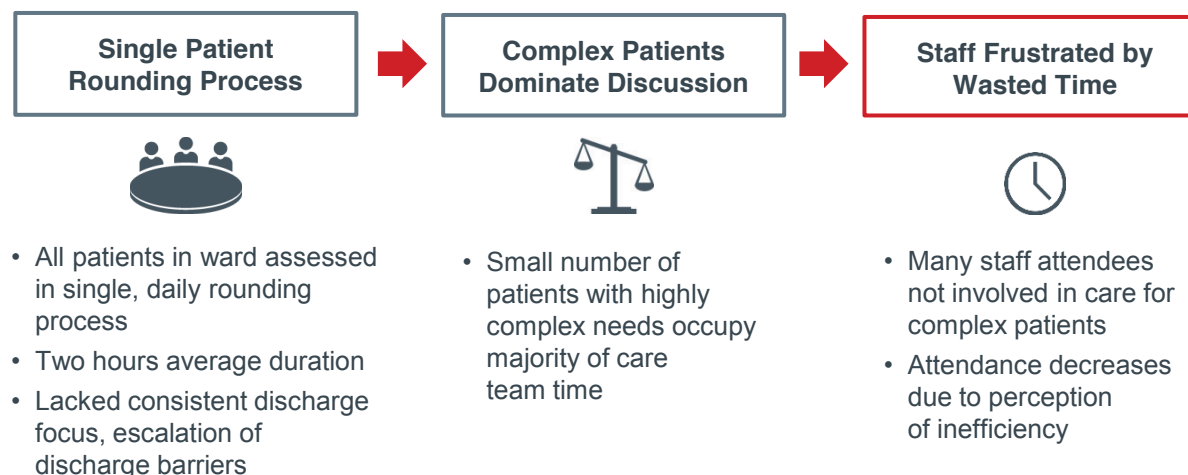 Single Patient
Rounding Process
Complex Patients
Dominate Discussion
Staff Frustrated by
Wasted Time
• All patients in ward assessed
in single, daily rounding
process
• Two hours average duration
• Lacked consistent discharge
focus, escalation of
discharge barriers
• Small number of
patients with highly
complex needs occupy
majority of care
team time
• Many staff attendees
not involved in care for
complex patients
• Attendance decreases
due to perception
of inefficiency